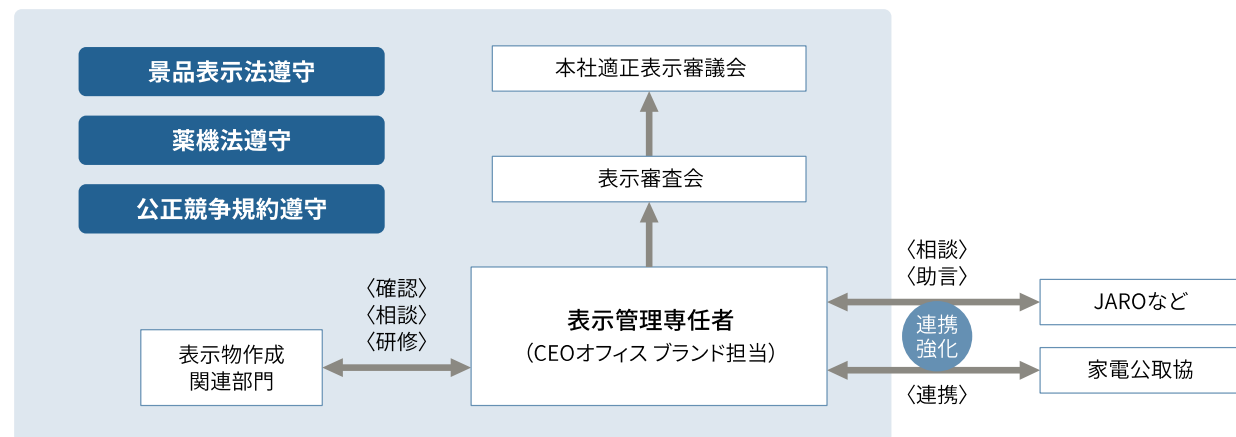 景品表示法遵守
薬機法遵守
公正競争規約遵守
本社適正表示審議会
表示審査会
〈確認〉
〈相談〉
〈研修〉
表示物作成
関連部門
表示管理専任者
（CEOオフィス ブランド担当）
〈相談〉
〈助言〉
連携
強化
〈連携〉
JAROなど
家電公取協